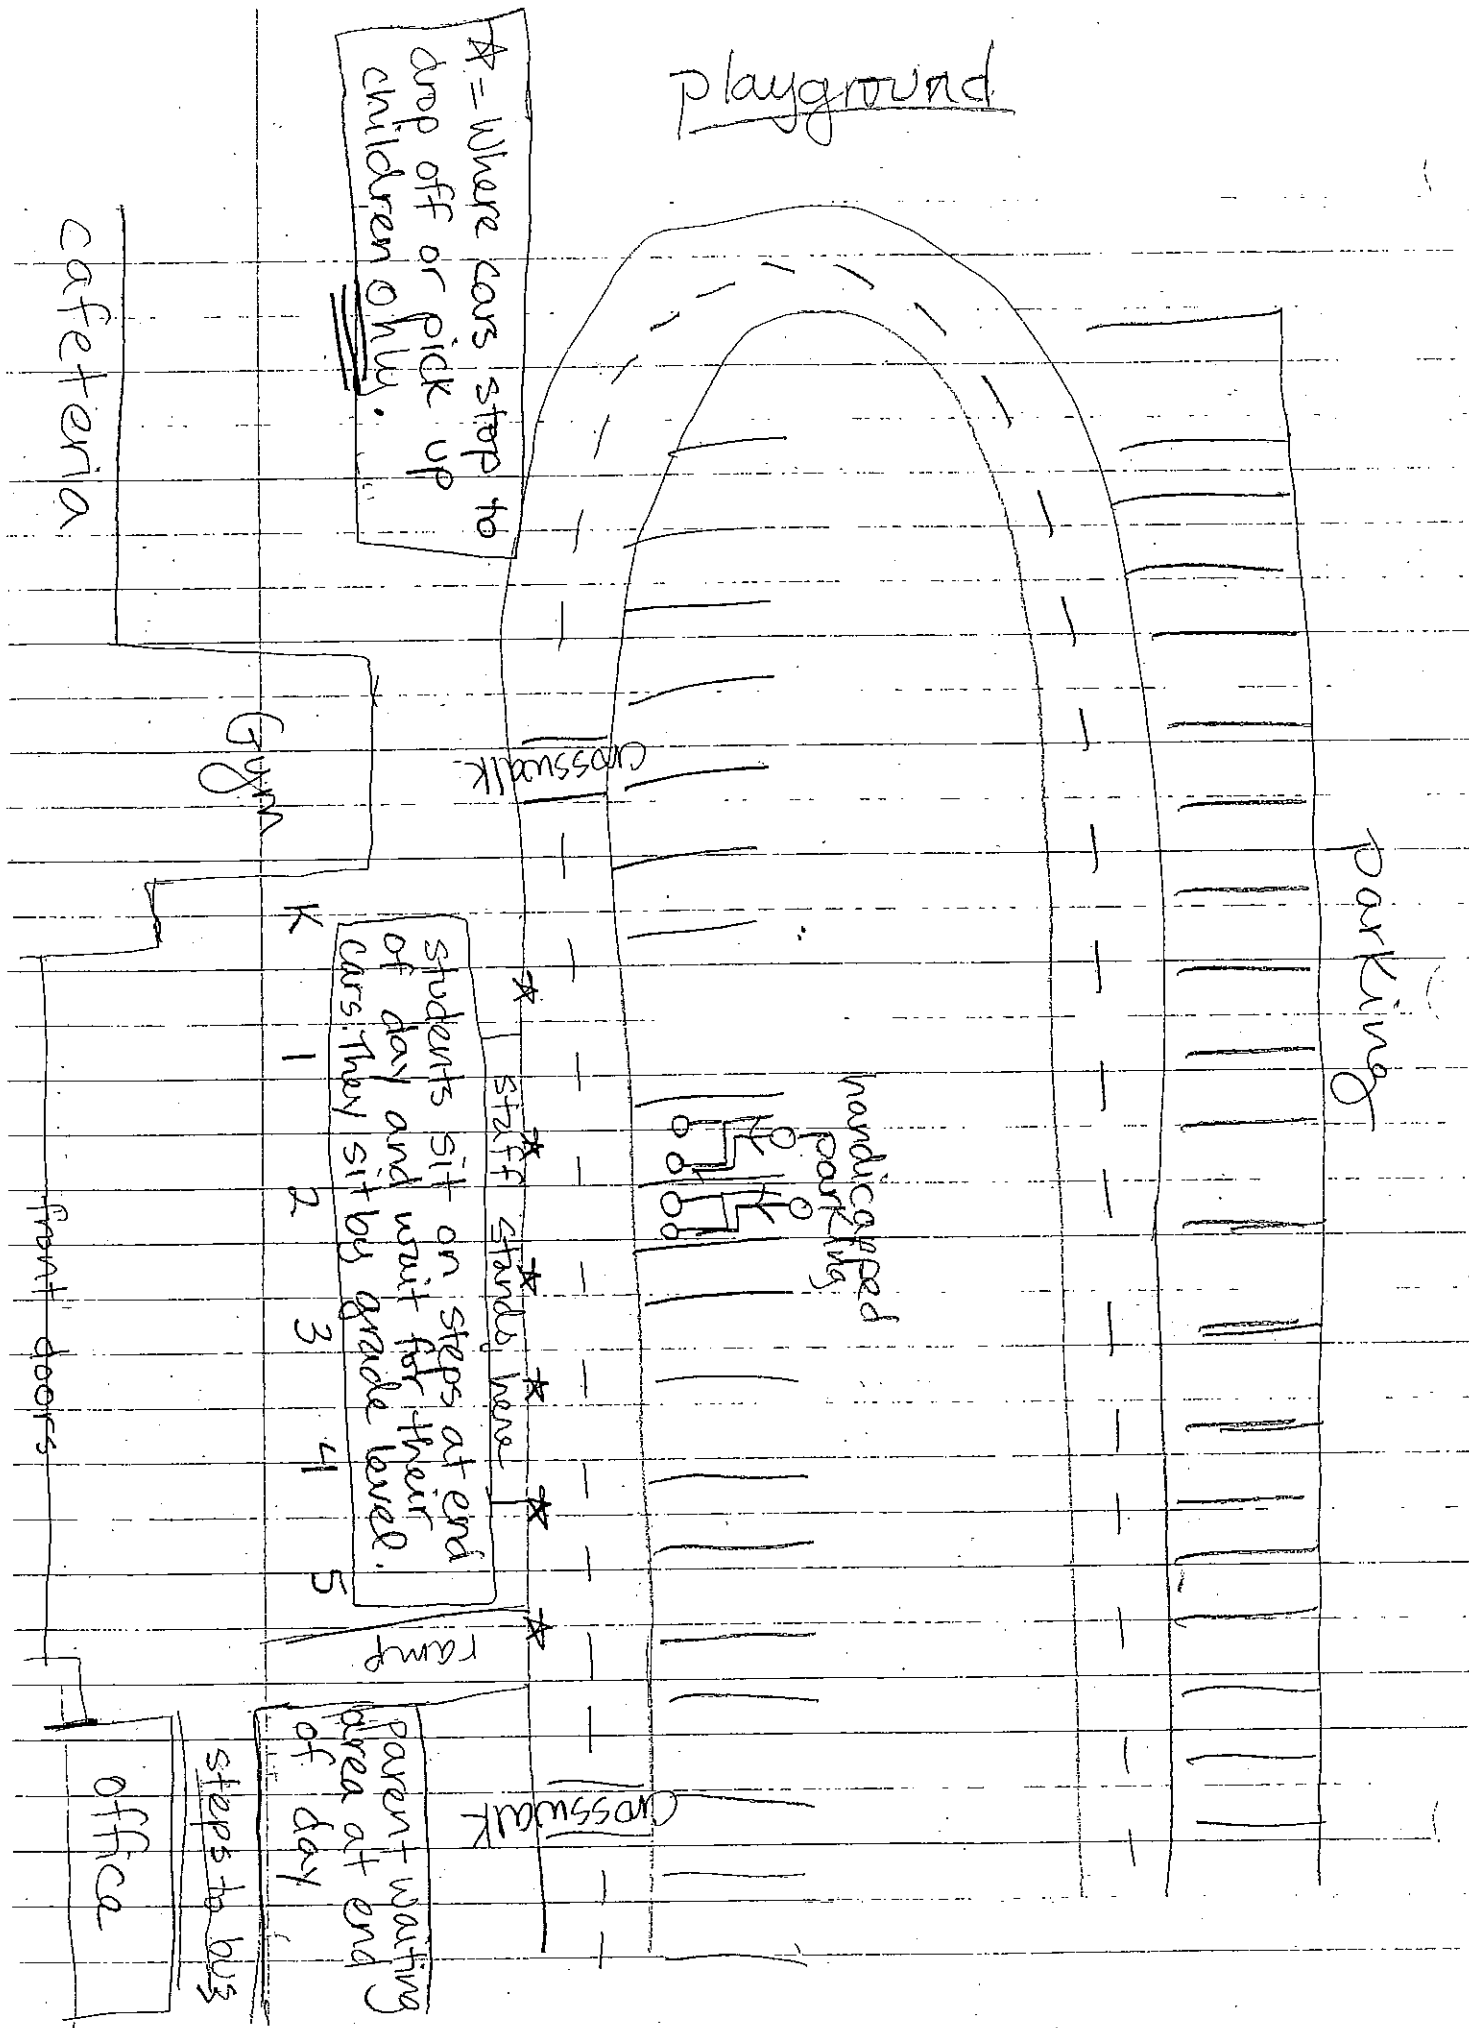 playground
☆ = Where cars stop to
drop off or pick up
children only.
parking
cafeteria
Gym
crosswalk
handicapped
parking
K
1
2
3
4
5
staff stands here
students sit on steps at end
of day and wait for their
cars. They sit by grade level.
front doors
ramp
crosswalk
Parent waiting
area at end
of day
steps to bus
office